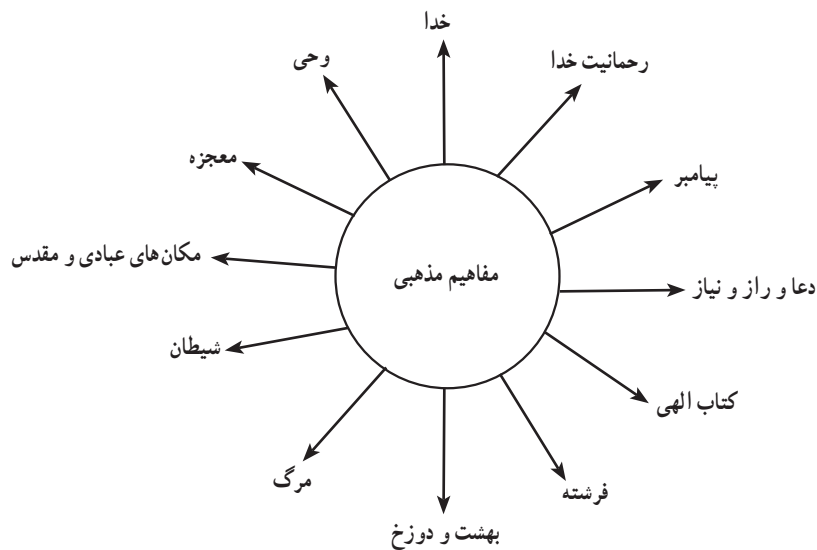 خدا
رحمانیت خدا
پیامبر
دعا و راز و نیاز
کتاب الهی
فرشته
بهشت و دوزخ
مرگ
شیطان
مکان‌های عبادی و مقدس
معجزه
وحی
مفاهیم مذهبی